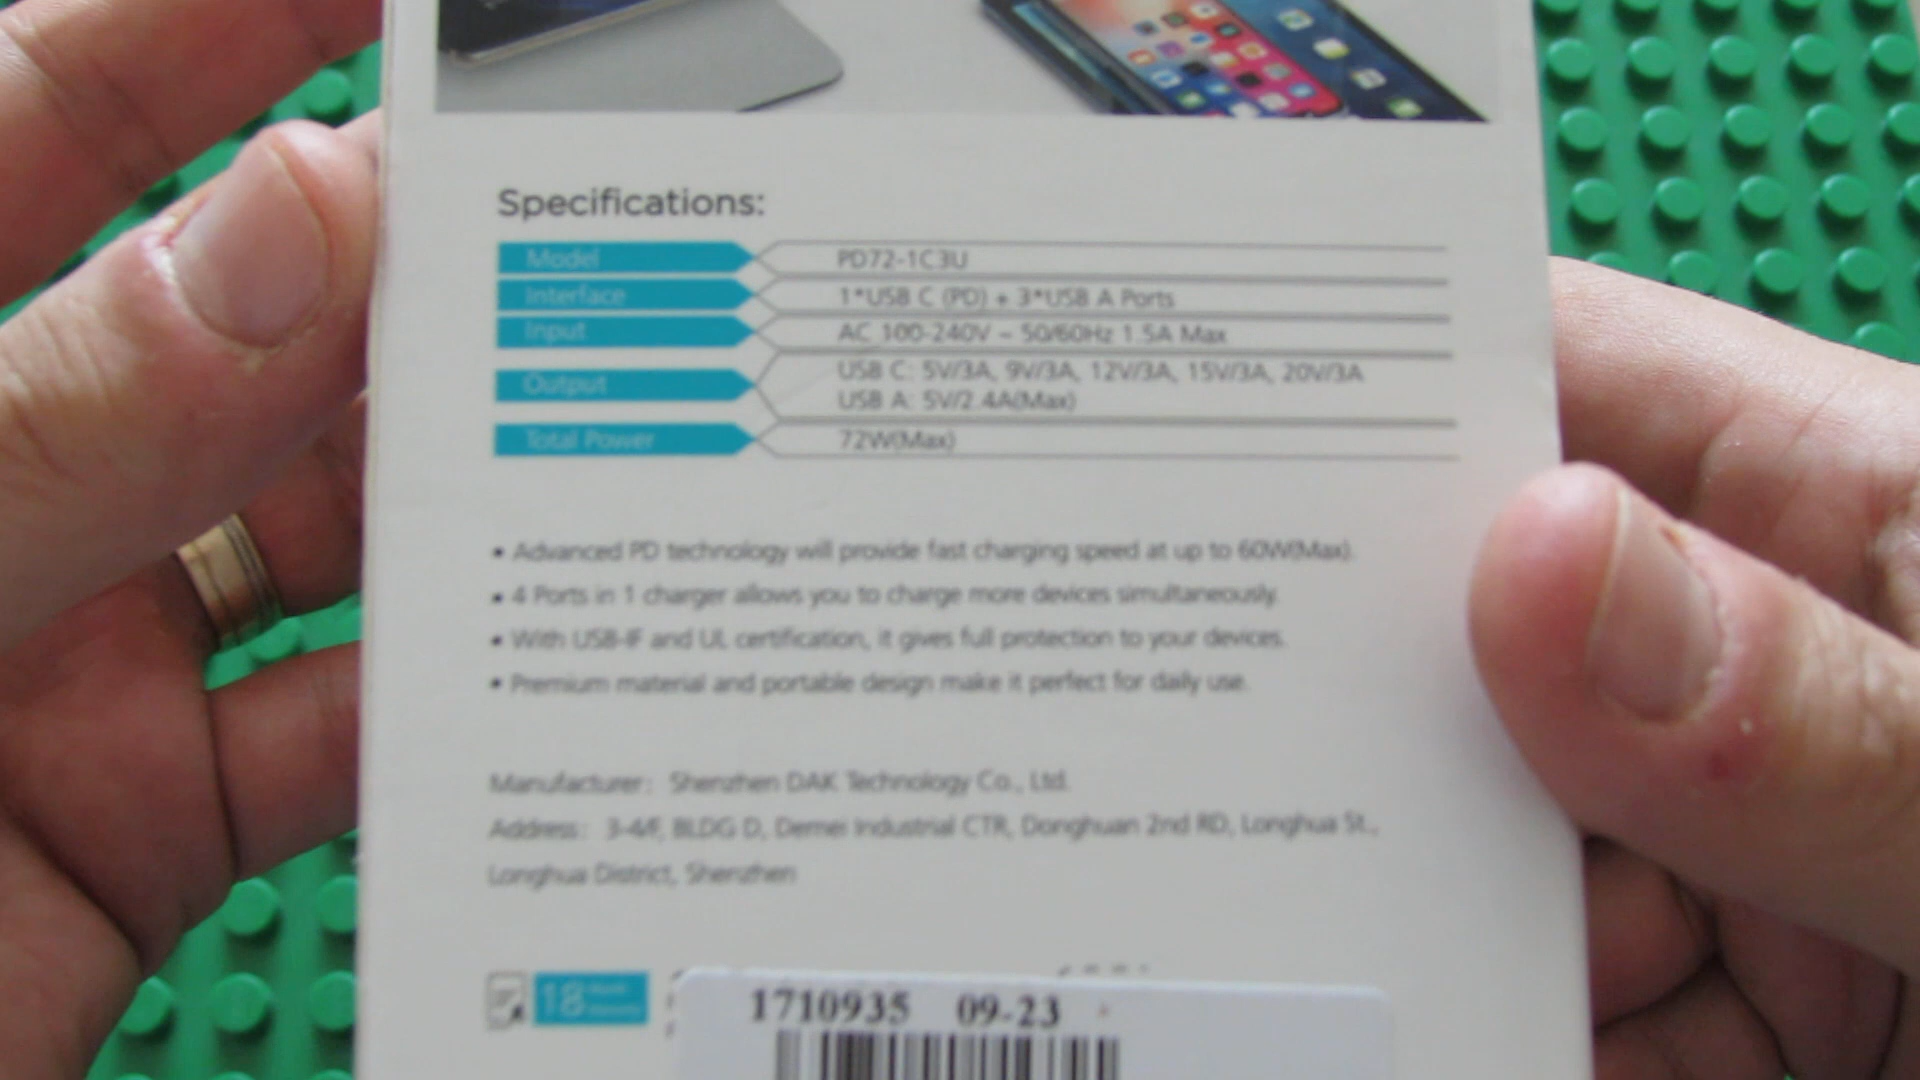 Specifications:
Model PD72-1C3U
Interface 1*USB C (PD) + 3*USB A Ports
Input AC 100-240V ~ 50/60Hz 1.5A Max
Output USB C: 5V/3A, 9V/3A, 12V/3A, 15V/3A, 20V/3A
USB A: 5V/2.4A(Max)
Total Power 72W(Max)
• Advanced PD technology will provide fast charging speed at up to 60W(Max).
• 4 Ports in 1 charger allows you to charge more devices simultaneously.
• With USB-IF and UL certification, it gives full protection to your devices.
• Premium material and portable design make it perfect for daily use.
Manufacturer: Shenzhen DAK Technology Co., Ltd.
Address: 3-4/F, BLDG D, Demei Industrial CTR, Donghuan 2nd RD, Longhua St.,
Longhua District, Shenzhen
18
1710935 09-23